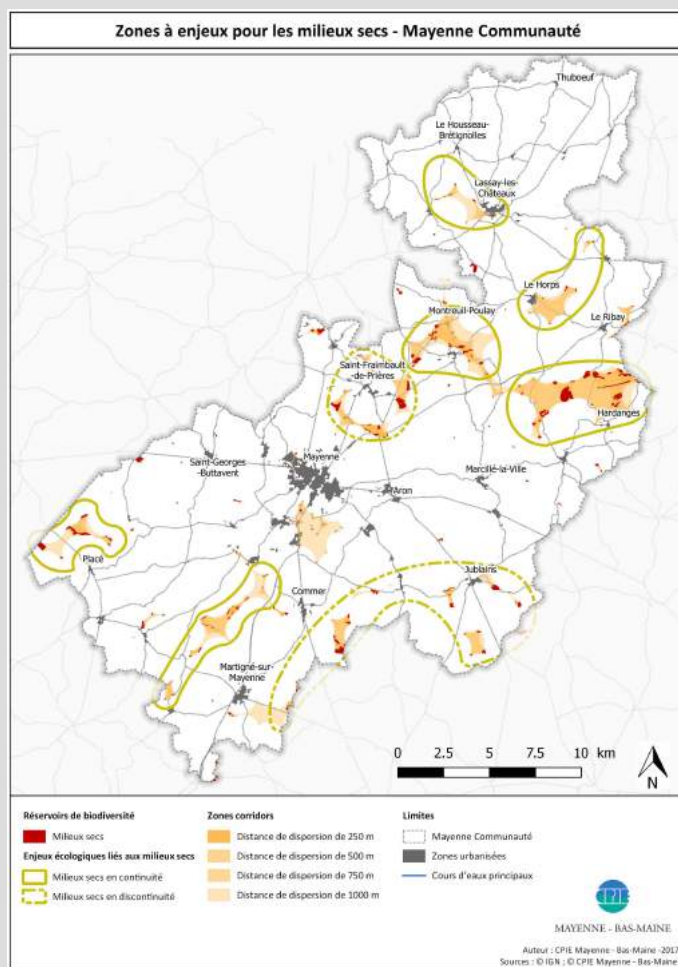 Zones à enjeux pour les milieux secs - Mayenne Communauté
Thuboeuf
Le Housseau-
Brétignolles
Lassay-les-
Châteaux
Le Horps
Montreuil-Poulay
Le Ribay
Saint-Fraimbault
-de-Prières
Hardanges
Saint-Georges
-Buttavent
Mayenne
Marcillé-la-Ville
Aron
Placé
Jublains
Commer
Martigné-sur-
Mayenne
0 2.5 5 7.5 10 km
N
Réservoirs de biodiversité
Milieux secs
Enjeux écologiques liés aux milieux secs
Milieux secs en continuité
Milieux secs en discontinuité
Zones corridors
Distance de dispersion de 250 m
Distance de dispersion de 500 m
Distance de dispersion de 750 m
Distance de dispersion de 1000 m
Limites
Mayenne Communauté
Zones urbanisées
Cours d'eaux principaux
CPIE
MAYENNE - BAS-MAINE
Auteur : CPIE Mayenne - Bas-Maine -2017
Sources : © IGN ; © CPIE Mayenne - Bas-Maine